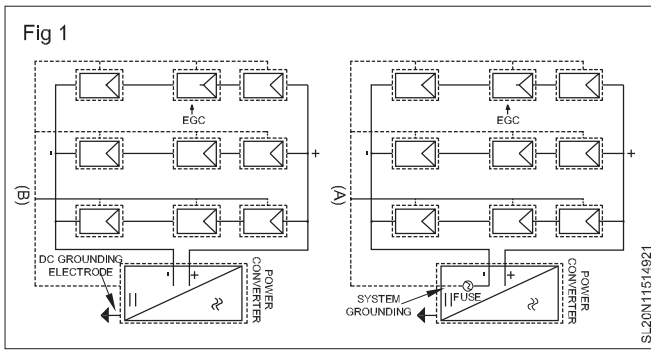 Fig 1
EGC
-
+
(B)
DC GROUNDING
ELECTRODE
- +
POWER
CONVERTER
EGC
-
+
(A)
SYSTEM
GROUNDING
FUSE
- +
POWER
CONVERTER
SL20N11514921